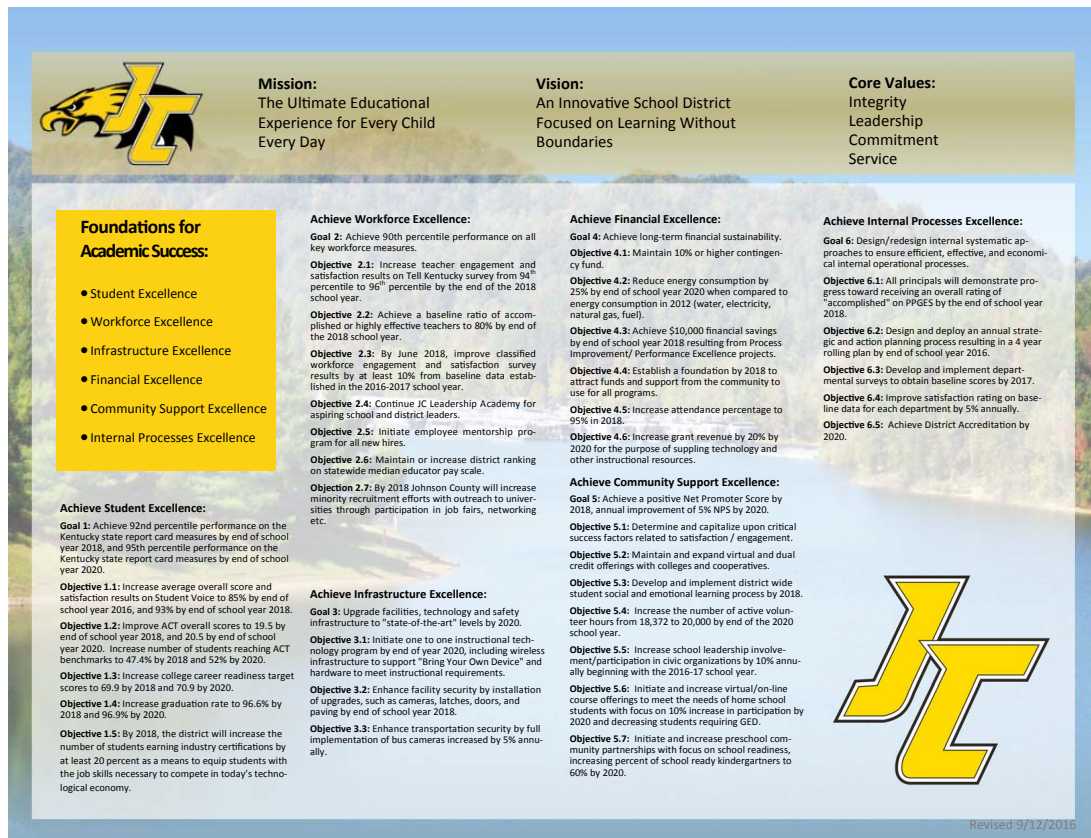 JC
Mission:
The Ultimate Educational
Experience for Every Child
Every Day
Vision:
An Innovative School District
Focused on Learning Without
Boundaries
Core Values:
Integrity
Leadership
Commitment
Service
Foundations for
Academic Success:
• Student Excellence
• Workforce Excellence
• Infrastructure Excellence
• Financial Excellence
• Community Support Excellence
• Internal Processes Excellence
Achieve Student Excellence:
Goal 1: Achieve 92nd percentile performance on the
Kentucky state report card measures by end of school
year 2018, and 95th percentile performance on the
Kentucky state report card measures by end of school
year 2020.
Objective 1.1: Increase average overall score and
satisfaction results on Student Voice to 85% by end of
school year 2016, and 93% by end of school year 2018.
Objective 1.2: Improve ACT overall scores to 19.5 by
end of school year 2018, and 20.5 by end of school
year 2020. Increase number of students reaching ACT
benchmarks to 47.4% by 2018 and 52% by 2020.
Objective 1.3: Increase college career readiness target
scores to 69.9 by 2018 and 70.9 by 2020.
Objective 1.4: Increase graduation rate to 96.6% by
2018 and 96.9% by 2020.
Objective 1.5: By 2018, the district will increase the
number of students earning industry certifications by
at least 20 percent as a means to equip students with
the job skills necessary to compete in today's techno-
logical economy.
Achieve Workforce Excellence:
Goal 2: Achieve 90th percentile performance on all
key workforce measures.
Objective 2.1: Increase teacher engagement and
satisfaction results on Tell Kentucky survey from 94th
percentile to 96th percentile by the end of the 2018
school year.
Objective 2.2: Achieve a baseline ratio of accom-
plished or highly effective teachers to 80% by end of
the 2018 school year.
Objective 2.3: By June 2018, improve classified
workforce engagement and satisfaction survey
results by at least 10% from baseline data estab-
lished in the 2016-2017 school year.
Objective 2.4: Continue JC Leadership Academy for
aspiring school and district leaders.
Objective 2.5: Initiate employee mentorship pro-
gram for all new hires.
Objective 2.6: Maintain or increase district ranking
on statewide median educator pay scale.
Objection 2.7: By 2018 Johnson County will increase
minority recruitment efforts with outreach to univer-
sities through participation in job fairs, networking
etc.
Achieve Infrastructure Excellence:
Goal 3: Upgrade facilities, technology and safety
infrastructure to "state-of-the-art" levels by 2020.
Objective 3.1: Initiate one to one instructional tech-
nology program by end of year 2020, including wireless
infrastructure to support "Bring Your Own Device" and
hardware to meet instructional requirements.
Objective 3.2: Enhance facility security by installation
of upgrades, such as cameras, latches, doors, and
paving by end of school year 2018.
Objective 3.3: Enhance transportation security by full
implementation of bus cameras increased by 5% annu-
ally.
Achieve Financial Excellence:
Goal 4: Achieve long-term financial sustainability.
Objective 4.1: Maintain 10% or higher contingen-
cy fund.
Objective 4.2: Reduce energy consumption by
25% by end of school year 2020 when compared to
energy consumption in 2012 (water, electricity,
natural gas, fuel).
Objective 4.3: Achieve $10,000 financial savings
by end of school year 2018 resulting from Process
Improvement/ Performance Excellence projects.
Objective 4.4: Establish a foundation by 2018 to
attract funds and support from the community to
use for all programs.
Objective 4.5: Increase attendance percentage to
95% in 2018.
Objective 4.6: Increase grant revenue by 20% by
2020 for the purpose of suppling technology and
other instructional resources.
Achieve Community Support Excellence:
Goal 5: Achieve a positive Net Promoter Score by
2018, annual improvement of 5% NPS by 2020.
Objective 5.1: Determine and capitalize upon critical
success factors related to satisfaction / engagement.
Objective 5.2: Maintain and expand virtual and dual
credit offerings with colleges and cooperatives.
Objective 5.3: Develop and implement district wide
student social and emotional learning process by 2018.
Objective 5.4: Increase the number of active volun-
teer hours from 18,372 to 20,000 by end of the 2020
school year.
Objective 5.5: Increase school leadership involve-
ment/participation in civic organizations by 10% annu-
ally beginning with the 2016-17 school year.
Objective 5.6: Initiate and increase virtual/on-line
course offerings to meet the needs of home school
students with focus on 10% increase in participation by
2020 and decreasing students requiring GED.
Objective 5.7: Initiate and increase preschool com-
munity partnerships with focus on school readiness,
increasing percent of school ready kindergartners to
60% by 2020.
Achieve Internal Processes Excellence:
Goal 6: Design/redesign internal systematic ap-
proaches to ensure efficient, effective, and economi-
cal internal operational processes.
Objective 6.1: All principals will demonstrate pro-
gress toward receiving an overall rating of
"accomplished" on PPGES by the end of school year
2018.
Objective 6.2: Design and deploy an annual strate-
gic and action planning process resulting in a 4 year
rolling plan by end of school year 2016.
Objective 6.3: Develop and implement depart-
mental surveys to obtain baseline scores by 2017.
Objective 6.4: Improve satisfaction rating on base-
line data for each department by 5% annually.
Objective 6.5: Achieve District Accreditation by
2020.
JC
Revised 9/12/2016